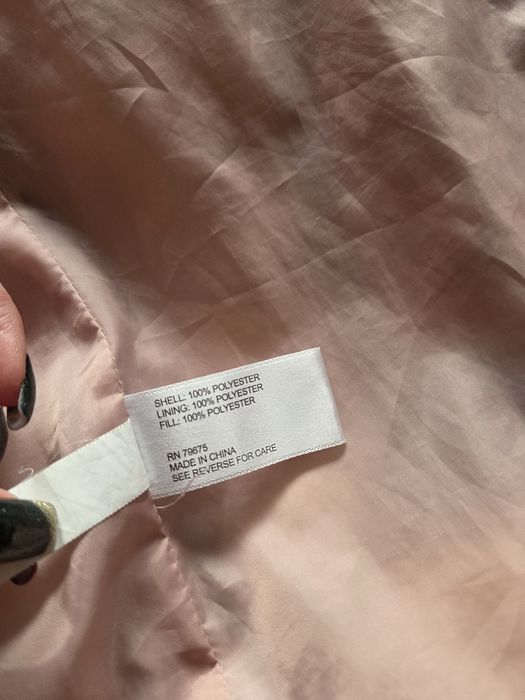 SHELL: 100% POLYESTER
LINING: 100% POLYESTER
FILL: 100% POLYESTER
RN 79675
MADE IN CHINA
SEE REVERSE FOR CARE